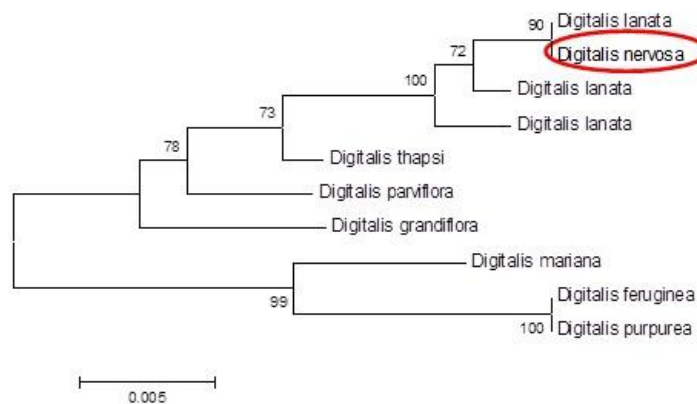 90
Digitalis lanata
Digitalis nervosa
72
Digitalis lanata
100
Digitalis lanata
73
Digitalis thapsi
78
Digitalis parviflora
Digitalis grandiflora
Digitalis mariana
99
Digitalis feruginea
100
Digitalis purpurea
0.005